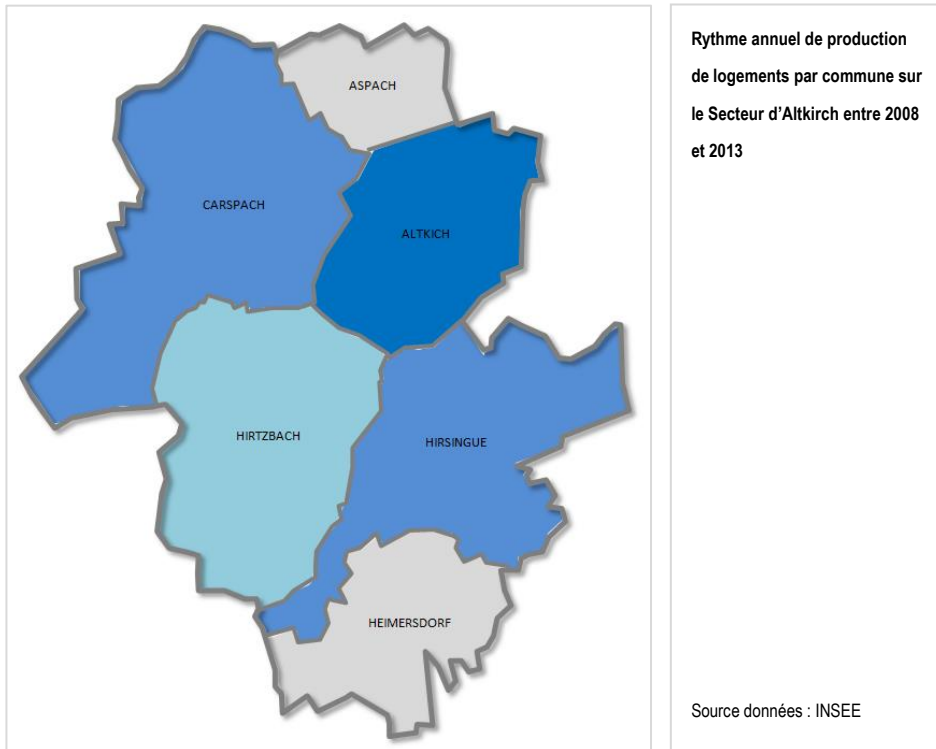 ASPACH
CARSPACH
ALTKICH
HIRTZBACH
HIRSINGUE
HEIMERSDORF
Rythme annuel de production
de logements par commune sur
le Secteur d’Altkirch entre 2008
et 2013
Source données : INSEE